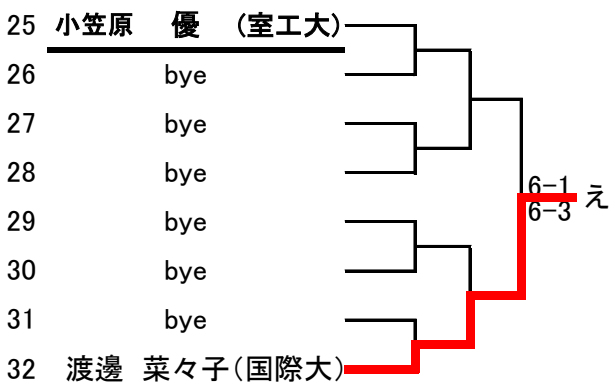 25 小笠原 優 (室工大)
26 bye
27 bye
28 bye
6-1
6-3 え
29 bye
30 bye
31 bye
32 渡邊 菜々子(国際大)